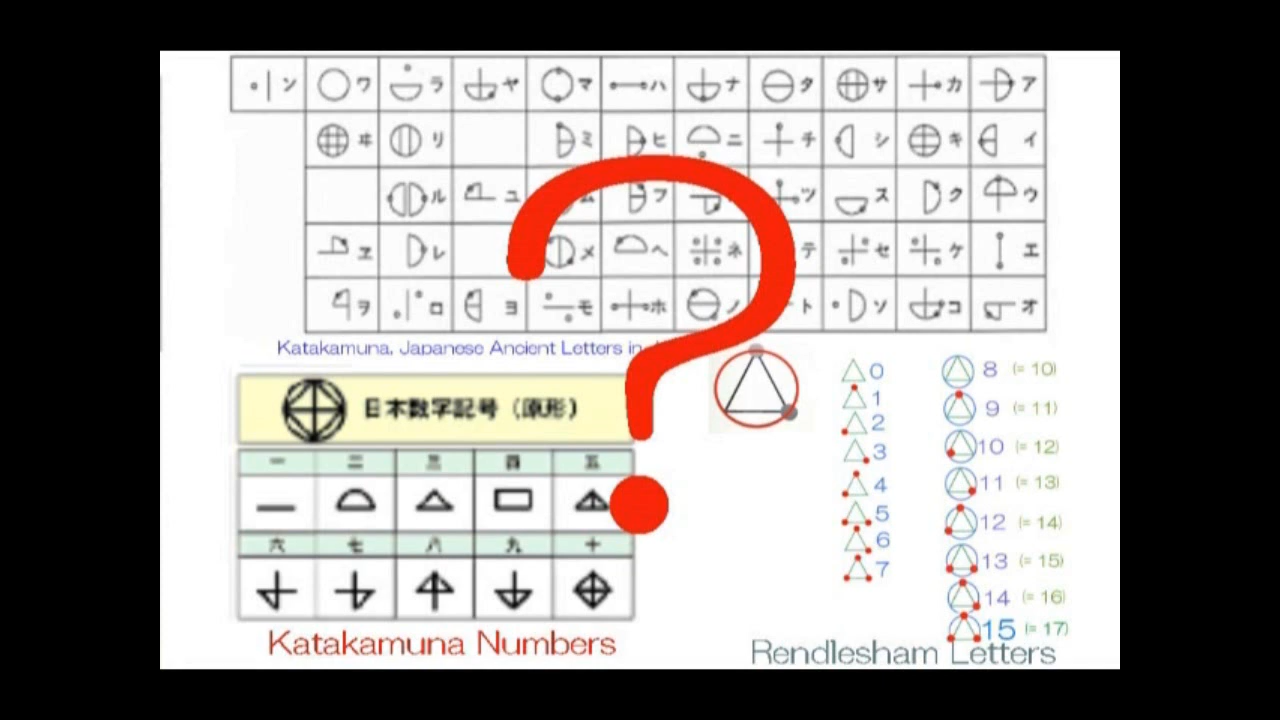 ン ワ ラ ヤ マ ハ ナ タ サ カ ア
ヰ リ ミ ヒ ニ チ シ キ イ
ル ユ ム フ ツ ス ク ウ
ヱ レ メ ヘ ネ テ セ ケ エ
ヲ ロ ヨ モ ホ ノ ト ソ コ オ
Katakamuna, Japanese Ancient Letters in
日本数字記号（原形）
一 二 三 四 五
六 七 八 九 十
Katakamuna Numbers
0
1
2
3
4
5
6
7
8 (= 10)
9 (= 11)
10 (= 12)
11 (= 13)
12 (= 14)
13 (= 15)
14 (= 16)
15 (= 17)
Rendlesham Letters